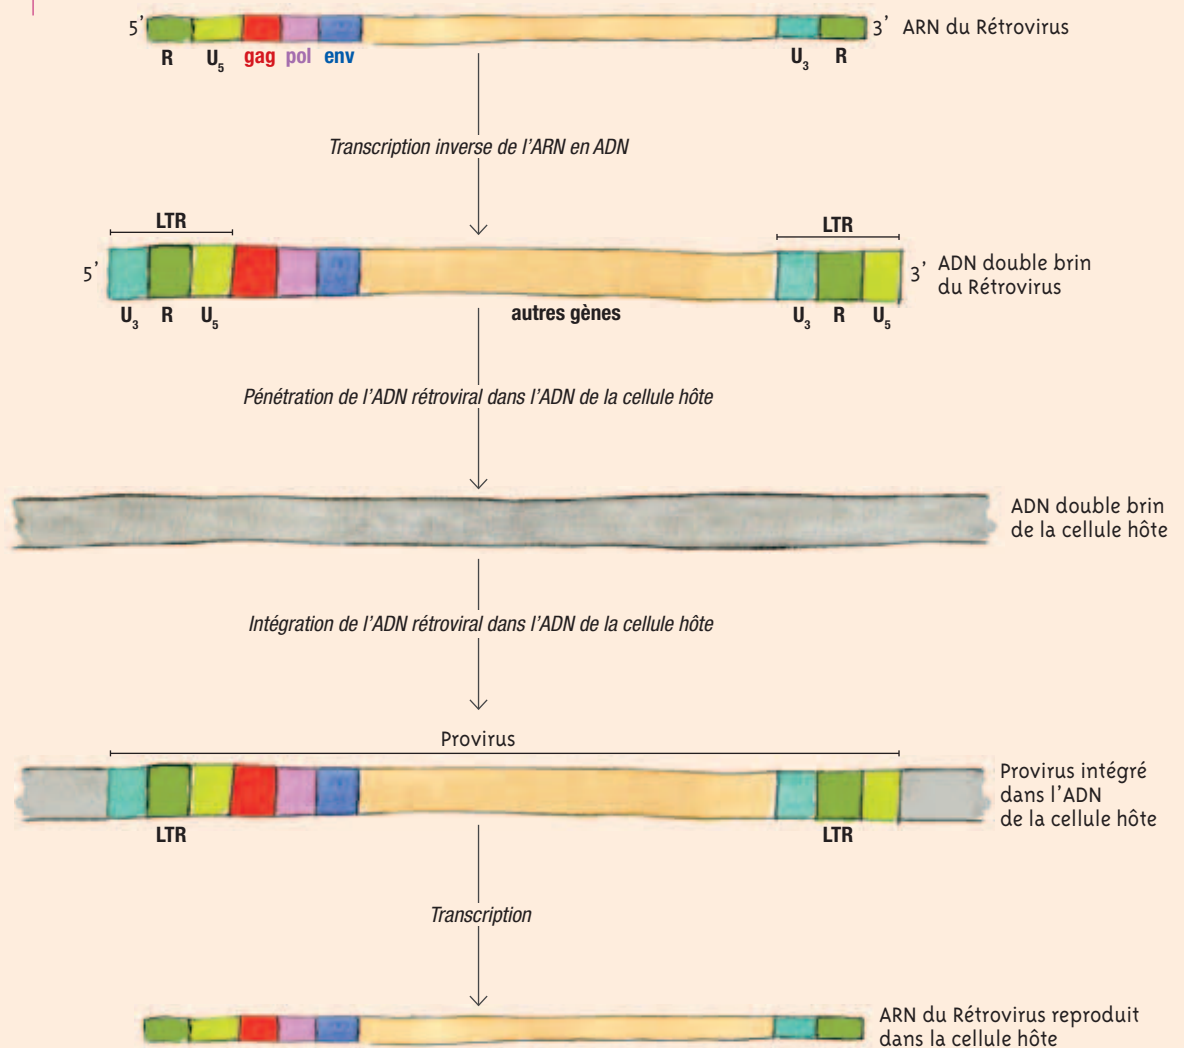 5’ 3’ ARN du Rétrovirus
R U5 gag pol env U3 R
Transcription inverse de l’ARN en ADN
LTR LTR
5’ 3’ ADN double brin
du Rétrovirus
U3 R U5 autres gènes U3 R U5
Pénétration de l’ADN rétroviral dans l’ADN de la cellule hôte
ADN double brin
de la cellule hôte
Intégration de l’ADN rétroviral dans l’ADN de la cellule hôte
Provirus
Provirus intégré
dans l’ADN
de la cellule hôte
LTR LTR
Transcription
ARN du Rétrovirus reproduit
dans la cellule hôte